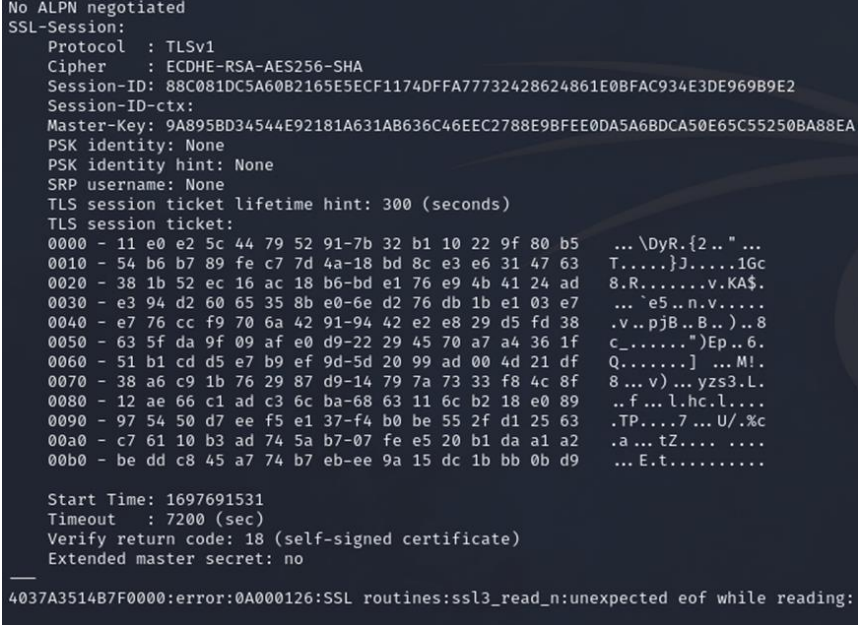 No ALPN negotiated
SSL-Session:
    Protocol  : TLSv1
    Cipher    : ECDHE-RSA-AES256-SHA
    Session-ID: 88C081DC5A60B2165E5ECF1174DFFA77732428624861E0BFAC934E3DE969B9E2
    Session-ID-ctx:
    Master-Key: 9A895BD34544E92181A631AB636C46EEC2788E9BFEE0DA5A6BDCA50E65C55250BA88EA
    PSK identity: None
    PSK identity hint: None
    SRP username: None
    TLS session ticket lifetime hint: 300 (seconds)
    TLS session ticket:
    0000 - 11 e0 e2 5c 44 79 52 91-7b 32 b1 10 22 9f 80 b5   ...\DyR.{2.."...
    0010 - 54 b6 b7 89 fe c7 7d 4a-18 bd 8c e3 e6 31 47 63   T.....}J.....1Gc
    0020 - 38 1b 52 ec 16 ac 18 b6-bd e1 76 e9 4b 41 24 ad   8.R.......v.KA$.
    0030 - e3 94 d2 60 65 35 8b e0-6e d2 76 db 1b e1 03 e7   ...`e5..n.v.....
    0040 - e7 76 cc f9 70 6a 42 91-94 42 e2 e8 29 d5 fd 38   .v..pjB..B..)..8
    0050 - 63 5f da 9f 09 af e0 d9-22 29 45 70 a7 a4 36 1f   c_......")Ep..6.
    0060 - 51 b1 cd d5 e7 b9 ef 9d-5d 20 99 ad 00 4d 21 df   Q.......] ...M!.
    0070 - 38 a6 c9 1b 76 29 87 d9-14 79 7a 73 33 f8 4c 8f   8...v)...yzs3.L.
    0080 - 12 ae 66 c1 ad c3 6c ba-68 63 11 6c b2 18 e0 89   ..f...l.hc.l....
    0090 - 97 54 50 d7 ee f5 e1 37-f4 b0 be 55 2f d1 25 63   .TP....7...U/.%c
    00a0 - c7 61 10 b3 ad 74 5a b7-07 fe e5 20 b1 da a1 a2   .a...tZ.... ....
    00b0 - be dd c8 45 a7 74 b7 eb-ee 9a 15 dc 1b bb 0b d9   ...E.t..........
    Start Time: 1697691531
    Timeout   : 7200 (sec)
    Verify return code: 18 (self-signed certificate)
    Extended master secret: no
---
4037A3514B7F0000:error:0A000126:SSL routines:ssl3_read_n:unexpected eof while reading: